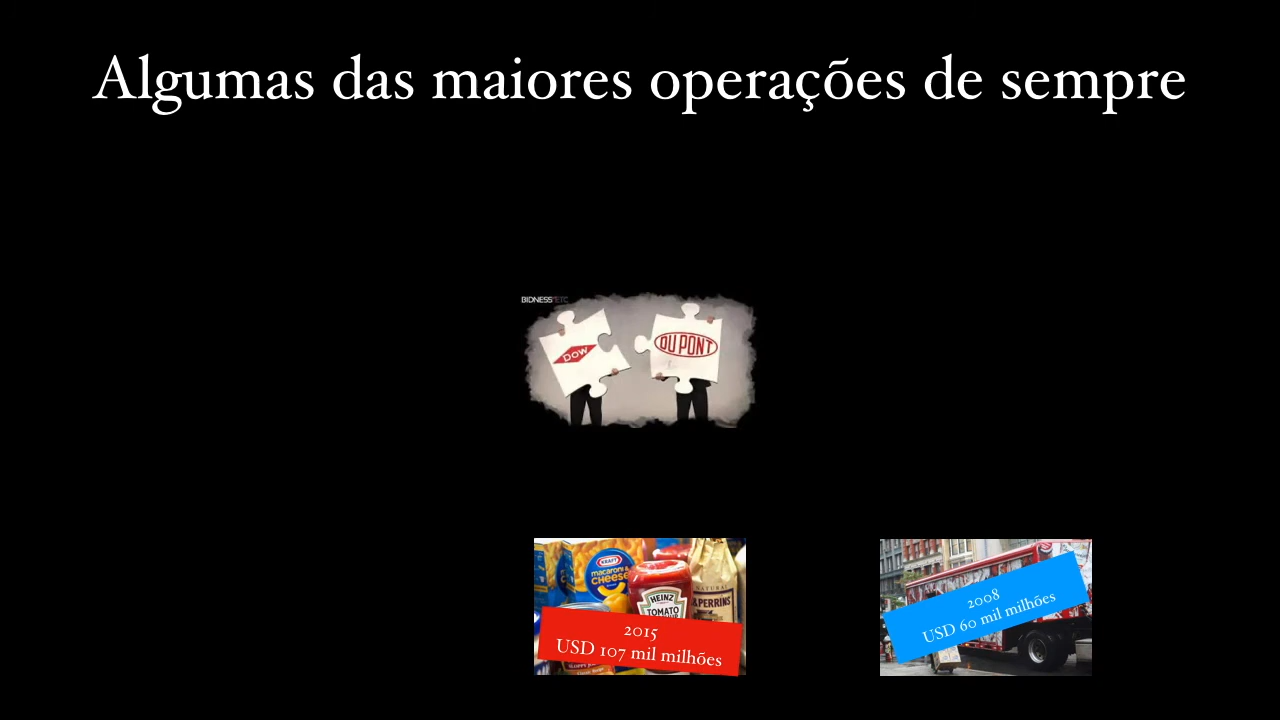 Algumas das maiores operações de sempre
BIDNESS ETC
DOW
DU PONT
KRAFT
macaroni &
CHEESE
HEINZ
TOMATO
NATURAL
& PERRINS
2015
USD 107 mil milhões
2008
USD 60 mil milhões